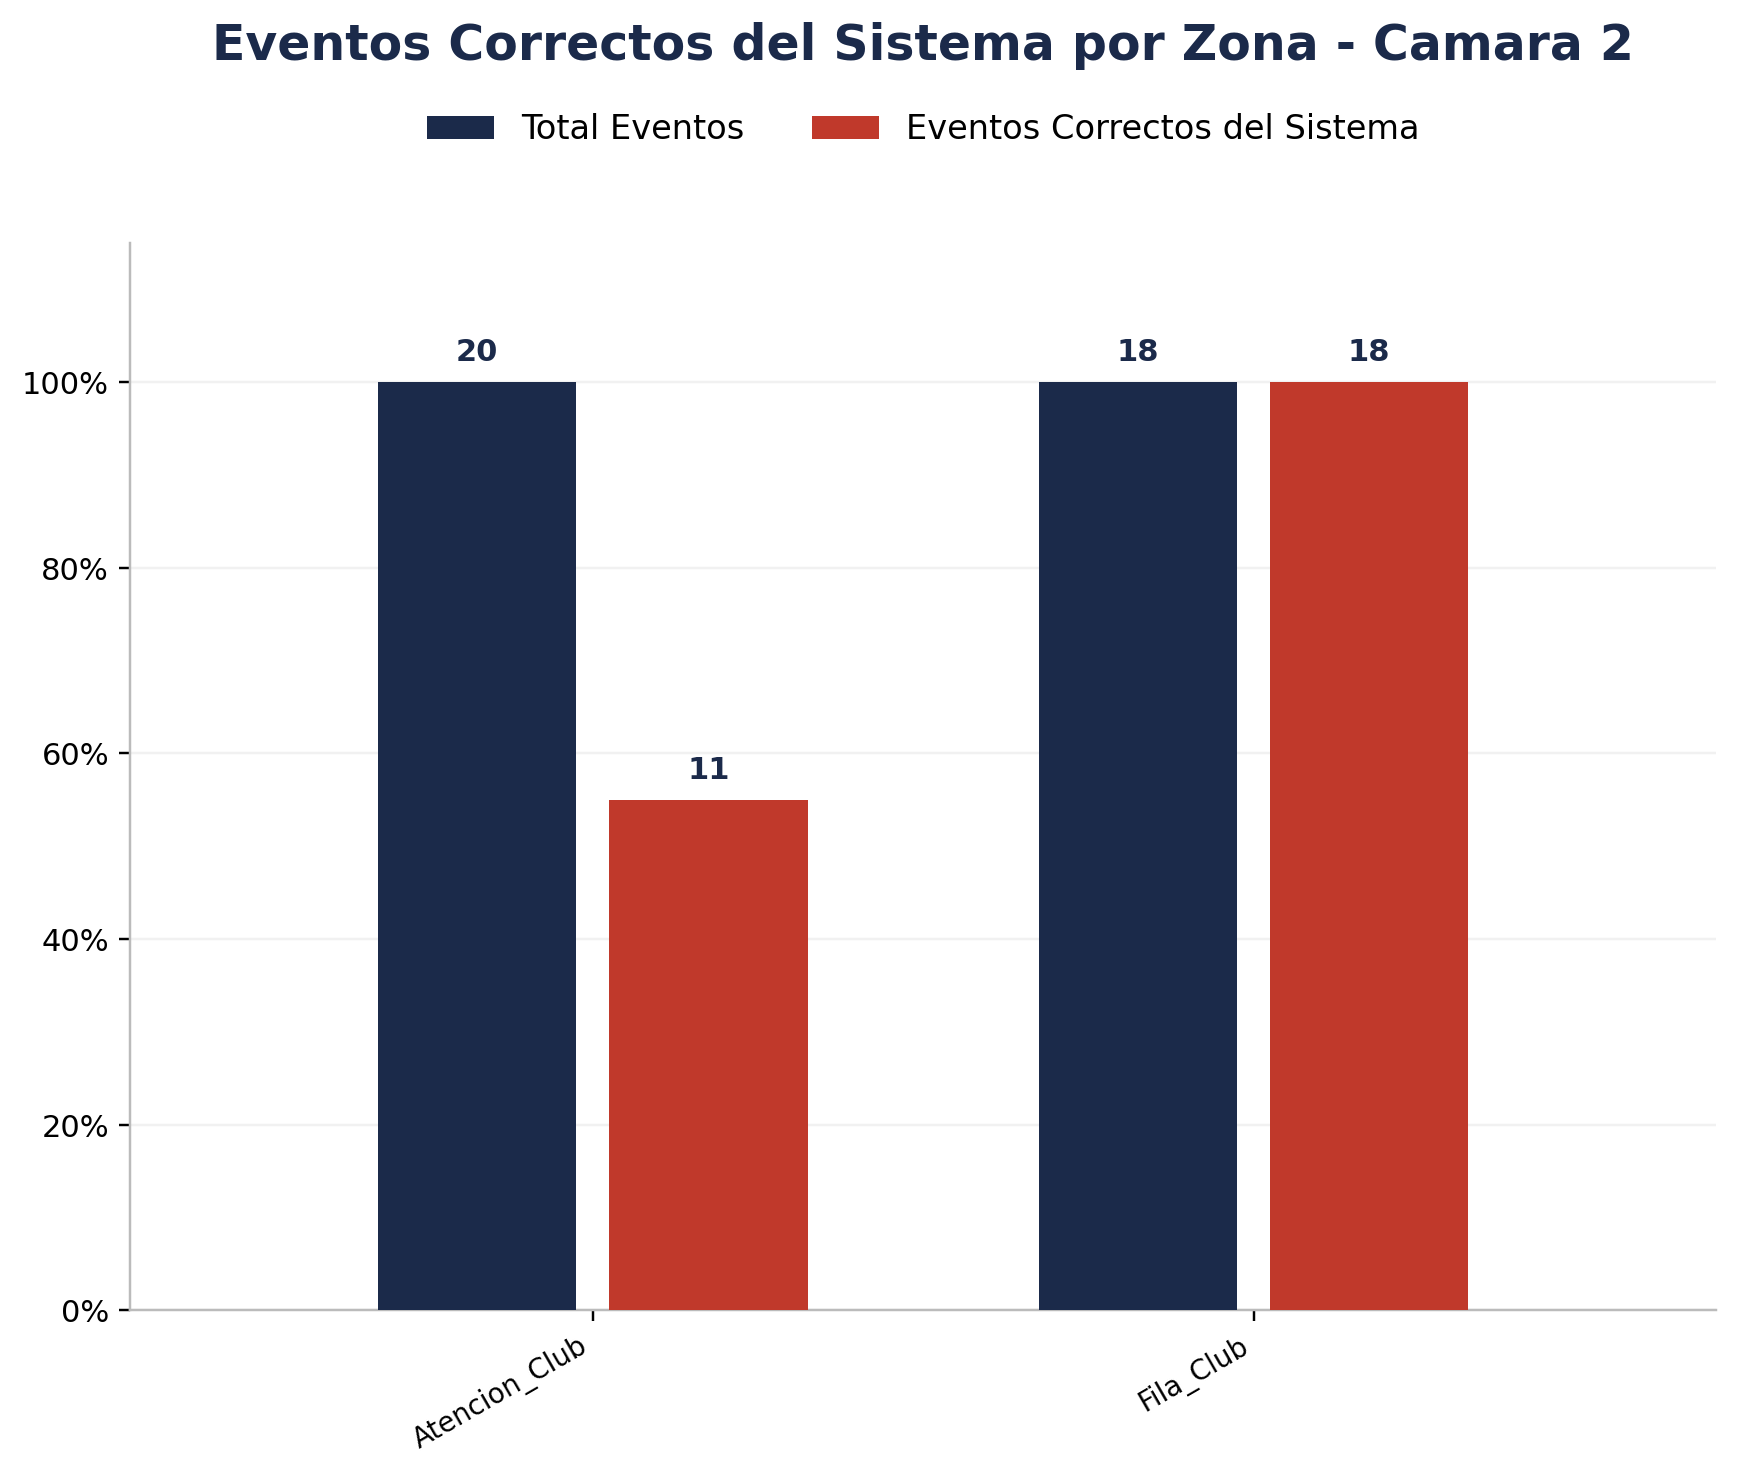 Eventos Correctos del Sistema por Zona - Camara 2
Total Eventos
Eventos Correctos del Sistema
20
18
18
100%
80%
11
60%
40%
20%
0%
Atencion_Club
Fila_Club